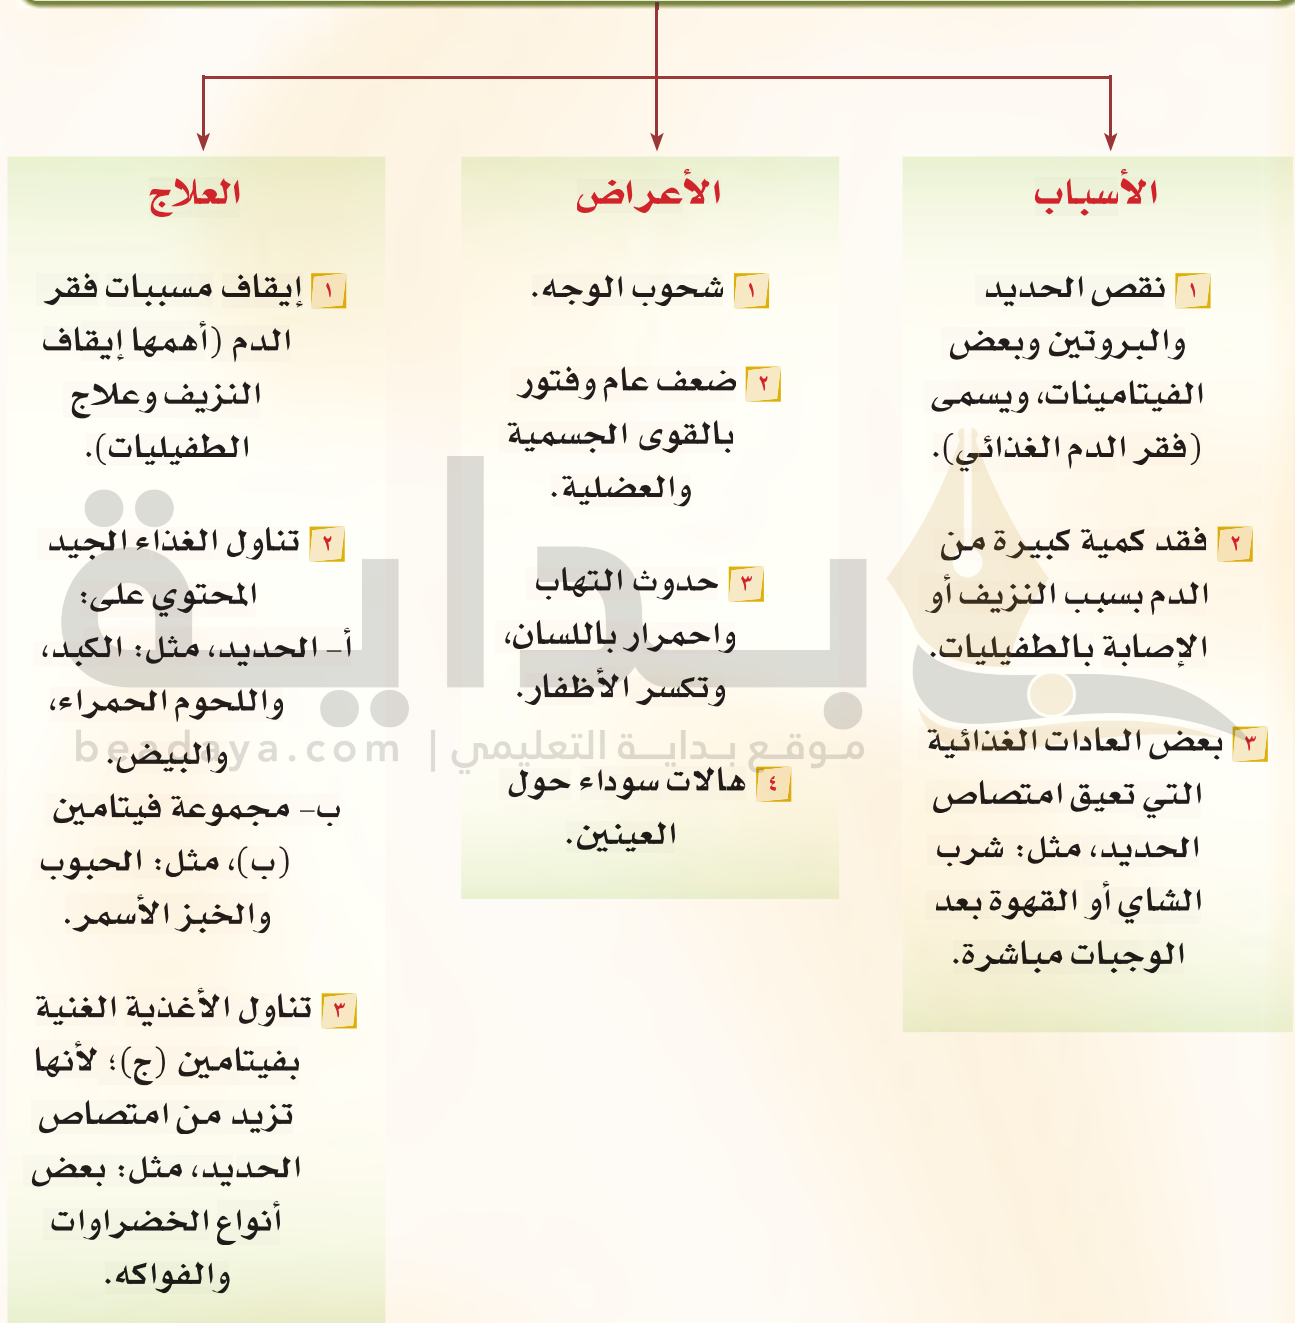 الأسباب
١ نقص الحديد
والبروتين وبعض
الفيتامينات، ويسمى
(فقر الدم الغذائي).
٢ فقد كمية كبيرة من
الدم بسبب النزيف أو
الإصابة بالطفيليات.
٣ بعض العادات الغذائية
التي تعيق امتصاص
الحديد، مثل: شرب
الشاي أو القهوة بعد
الوجبات مباشرة.
الأعراض
١ شحوب الوجه.
٢ ضعف عام وفتور
بالقوى الجسمية
والعضلية.
٣ حدوث التهاب
واحمرار باللسان،
وتكسر الأظفار.
٤ هالات سوداء حول
العينين.
العلاج
١ إيقاف مسببات فقر
الدم (أهمها إيقاف
النزيف وعلاج
الطفيليات).
٢ تناول الغذاء الجيد
المحتوي على:
أ- الحديد، مثل: الكبد،
واللحوم الحمراء،
والبيض.
ب- مجموعة فيتامين
(ب)، مثل: الحبوب
والخبز الأسمر.
٣ تناول الأغذية الغنية
بفيتامين (ج)؛ لأنها
تزيد من امتصاص
الحديد، مثل: بعض
أنواع الخضراوات
والفواكه.
بداية
موقع بداية التعليمي | beadaya.com